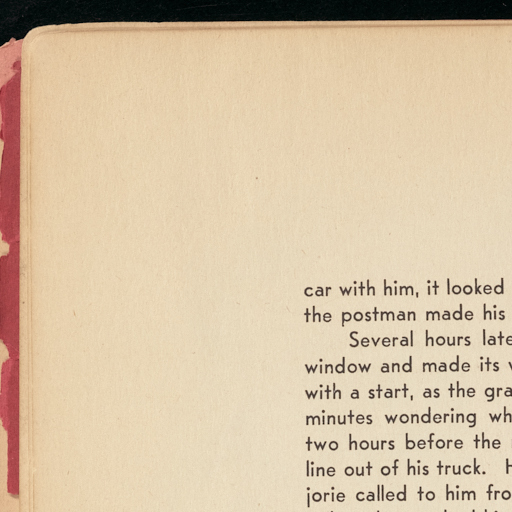 car with him, it looked
the postman made his
Several hours late
window and made its
with a start, as the gra
minutes wondering wh
two hours before the
line out of his truck. H
jorie called to him fro